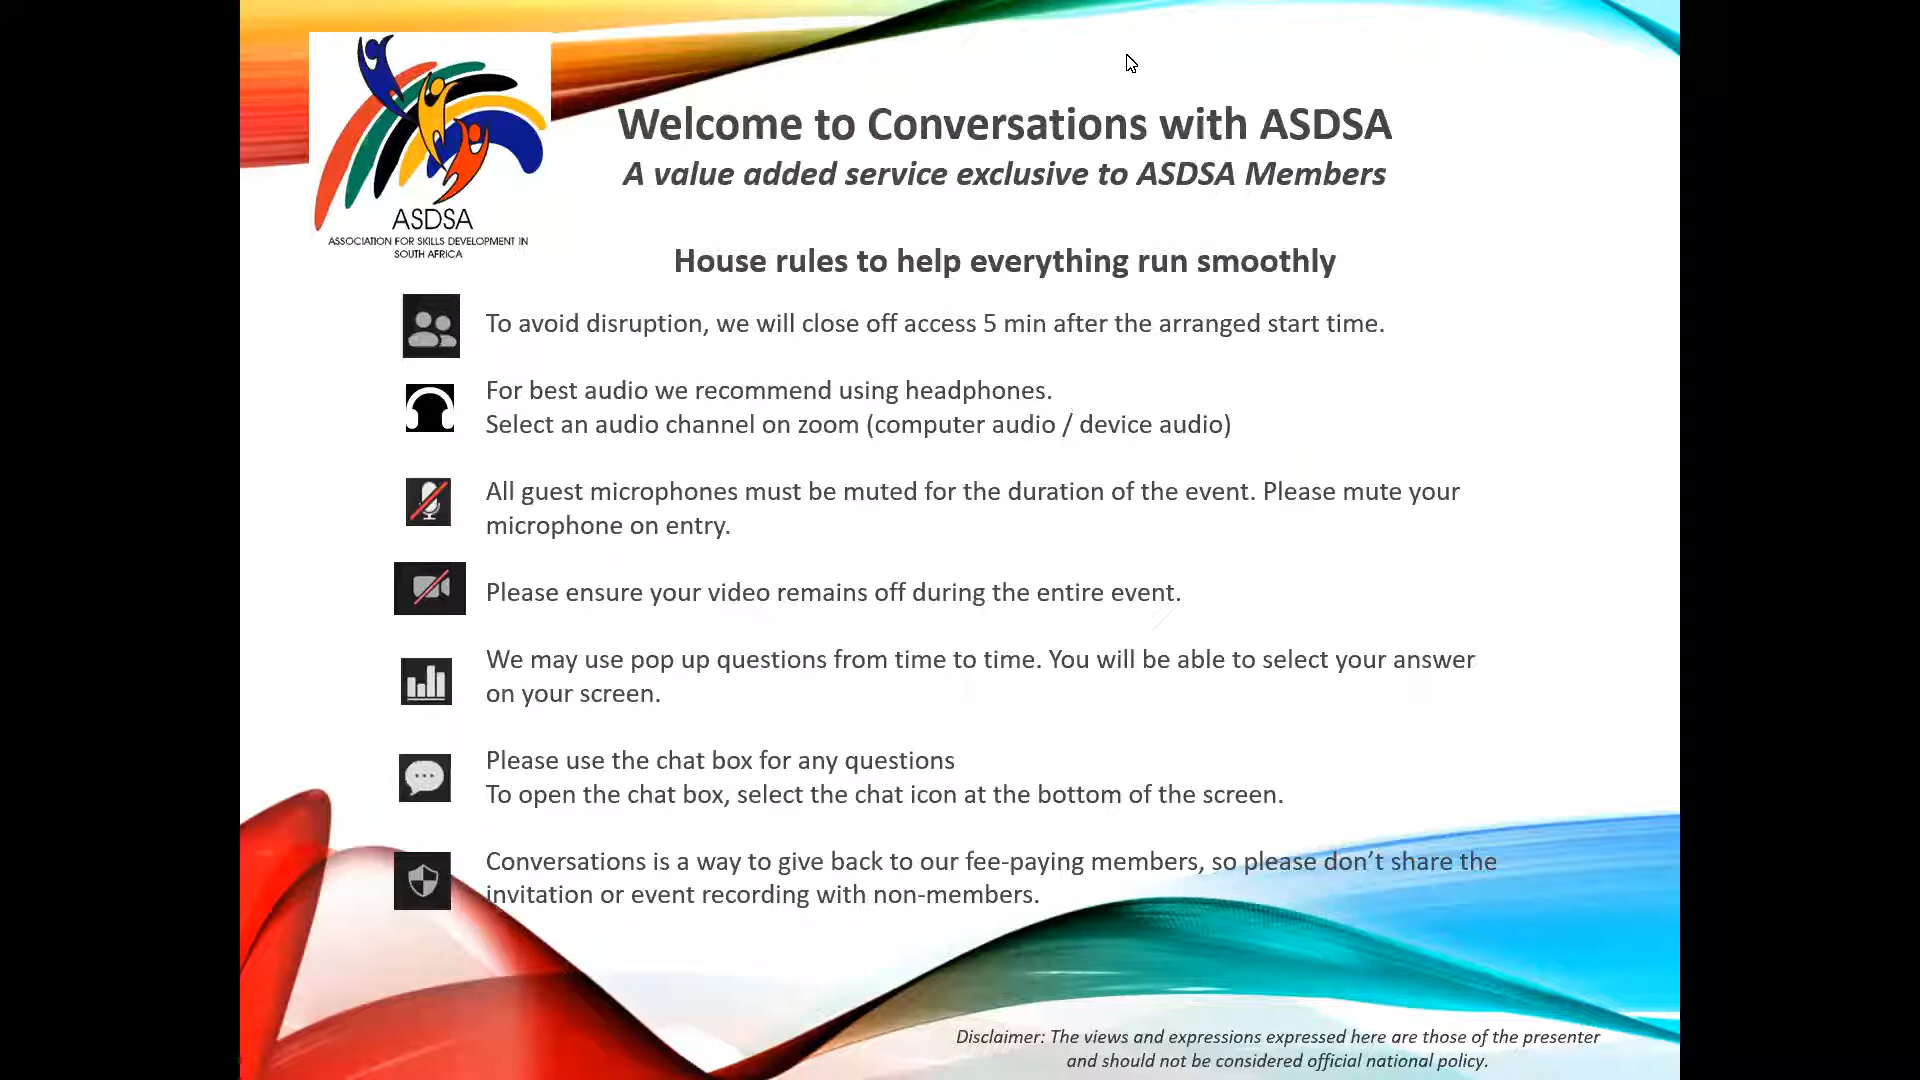 ASDSA
ASSOCIATION FOR SKILLS DEVELOPMENT IN
SOUTH AFRICA
Welcome to Conversations with ASDSA
A value added service exclusive to ASDSA Members
House rules to help everything run smoothly
To avoid disruption, we will close off access 5 min after the arranged start time.
For best audio we recommend using headphones.
Select an audio channel on zoom (computer audio / device audio)
All guest microphones must be muted for the duration of the event. Please mute your
microphone on entry.
Please ensure your video remains off during the entire event.
We may use pop up questions from time to time. You will be able to select your answer
on your screen.
Please use the chat box for any questions
To open the chat box, select the chat icon at the bottom of the screen.
Conversations is a way to give back to our fee-paying members, so please don’t share the
invitation or event recording with non-members.
Disclaimer: The views and expressions expressed here are those of the presenter
and should not be considered official national policy.